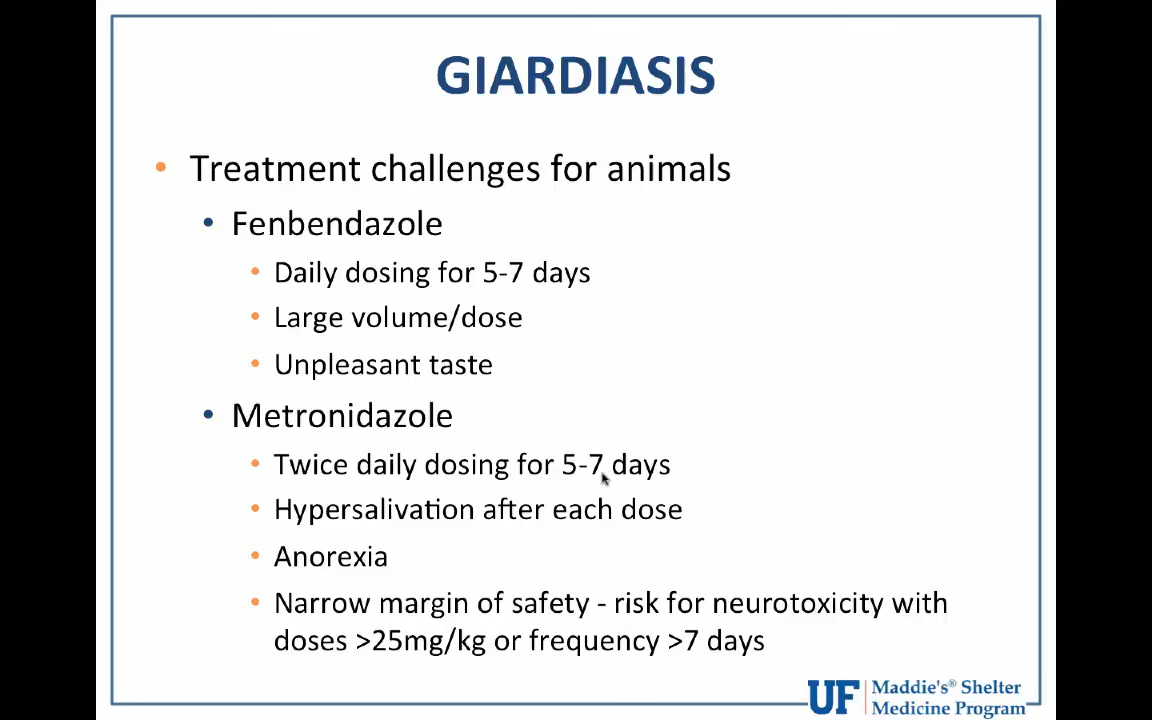 GIARDIASIS
• Treatment challenges for animals
• Fenbendazole
• Daily dosing for 5-7 days
• Large volume/dose
• Unpleasant taste
• Metronidazole
• Twice daily dosing for 5-7 days
• Hypersalivation after each dose
• Anorexia
• Narrow margin of safety - risk for neurotoxicity with
doses >25mg/kg or frequency >7 days
UF
Maddie's® Shelter
Medicine Program